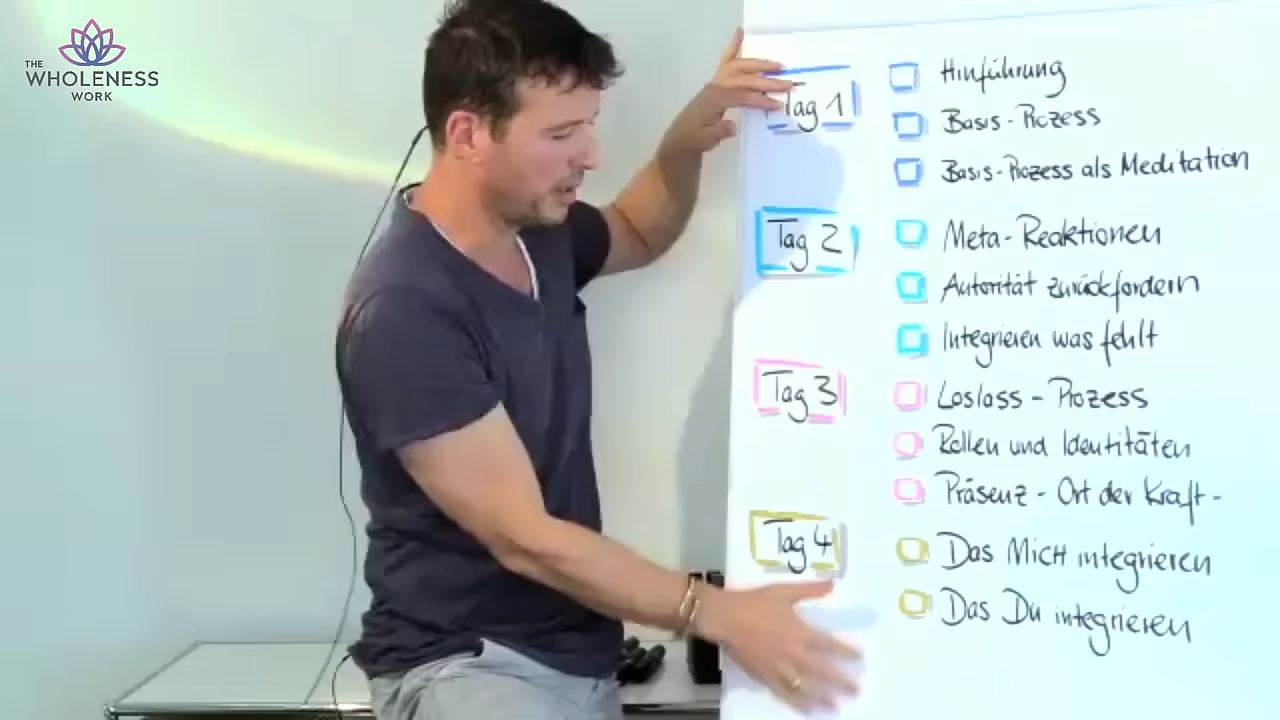 THE
WHOLENESS
WORK
Tag 1
Hinführung
Basis-Prozess
Basis-Prozess als Meditation
Tag 2
Meta-Reaktionen
Autorität zurückfordern
Integrieren was fehlt
Tag 3
Loslass - Prozess
Rollen und Identitäten
Präsenz - Ort der Kraft -
Tag 4
Das MICH integrieren
Das Du integrieren